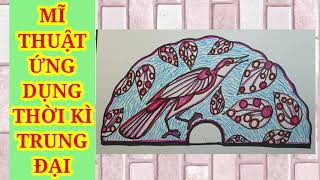 MĨ
THUẬT
ỨNG
DỤNG
THỜI KÌ
TRUNG
ĐẠI